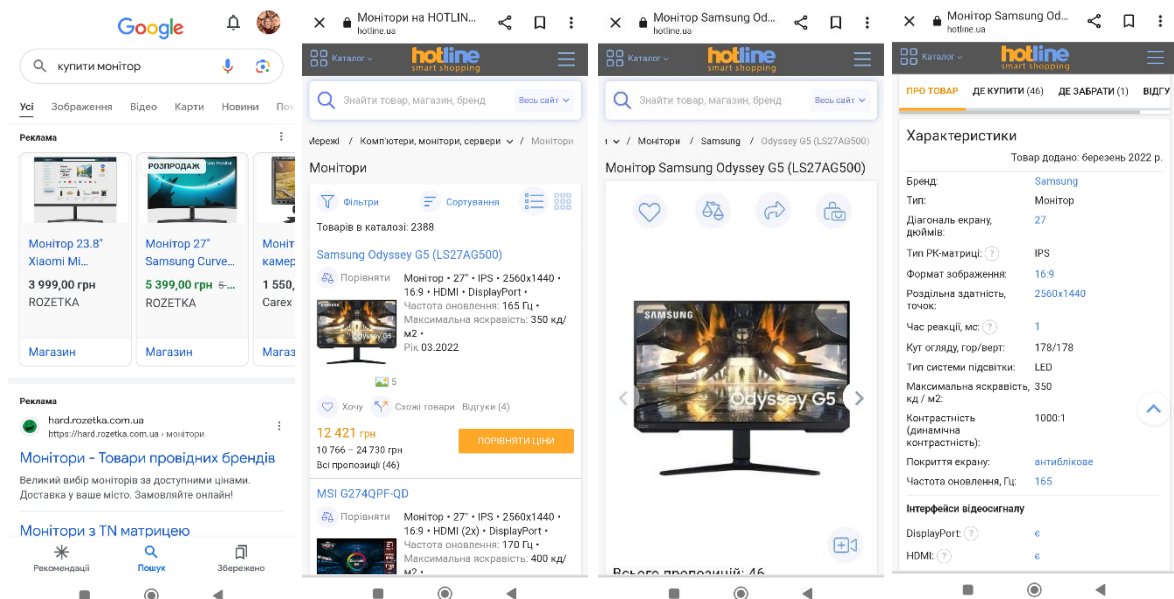 Google
купити монітор
Усі Зображення Відео Карти Новини
Реклама
РОЗПРОДАЖ
Монітор 23.8"
Xiaomi Mi...
3 999,00 грн
ROZETKA
Магазин
Монітор 27"
Samsung Curve...
5 399,00 грн
ROZETKA
Магазин
1 550,
Carex
Реклама
hard.rozetka.com.ua
https://hard.rozetka.com.ua › монітори
Монітори - Товари провідних брендів
Великий вибір моніторів за доступними цінами.
Доставка у ваше місто. Замовляйте онлайн!
Монітори з TN матрицею
Рекомендації Пошук Збережено
Монітори на HOTLIN...
hotline.ua
Каталог
hotline
smart shopping
Знайти товар, магазин, бренд Весь сайт
Мережі / Комп'ютери, монітори, сервери / Монітори
Монітори
Фільтри Сортування
Товарів в каталозі: 2388
Samsung Odyssey G5 (LS27AG500)
Порівняти
Монітор • 27" • IPS • 2560x1440 •
16:9 • HDMI • DisplayPort •
Частота оновлення: 165 Гц •
Максимальна яскравість: 350 кд/
м2 •
Рік 03.2022
SAMSUNG
Odyssey G5
5
Хочу Схожі товари Відгуки (4)
12 421 грн
10 766 – 24 730 грн
Всі пропозиції (46)
ПОРІВНЯТИ ЦІНИ
MSI G274QPF-QD
Порівняти
Монітор • 27" • IPS • 2560x1440 •
16:9 • HDMI (2x) • DisplayPort •
Частота оновлення: 170 Гц •
Максимальна яскравість: 400 кд/
м2 •
Монітор Samsung Od...
hotline.ua
Каталог
hotline
smart shopping
Знайти товар, магазин, бренд Весь сайт
/ Монітори / Samsung / Odyssey G5 (LS27AG500)
Монітор Samsung Odyssey G5 (LS27AG500)
SAMSUNG
Odyssey G5
Всього пропозицій: 46
Монітор Samsung Od...
hotline.ua
Каталог
hotline
smart shopping
ПРО ТОВАР ДЕ КУПИТИ (46) ДЕ ЗАБРАТИ (1) ВІДГУ
Характеристики
Товар додано: березень 2022 р.
Бренд: Samsung
Тип: Монітор
Діагональ екрану, 27
дюймів:
Тип РК-матриці: ? IPS
Формат зображення: 16:9
Роздільна здатність, 2560x1440
точок:
Час реакції, мс: ? 1
Кут огляду, гор/верт: 178/178
Тип системи підсвітки: LED
Максимальна яскравість, 350
кд / м2:
Контрастність 1000:1
(динамічна
контрастність):
Покриття екрану: антиблікове
Частота оновлення, Гц: 165
Інтерфейси відеосигналу
DisplayPort: ? є
HDMI: ? є